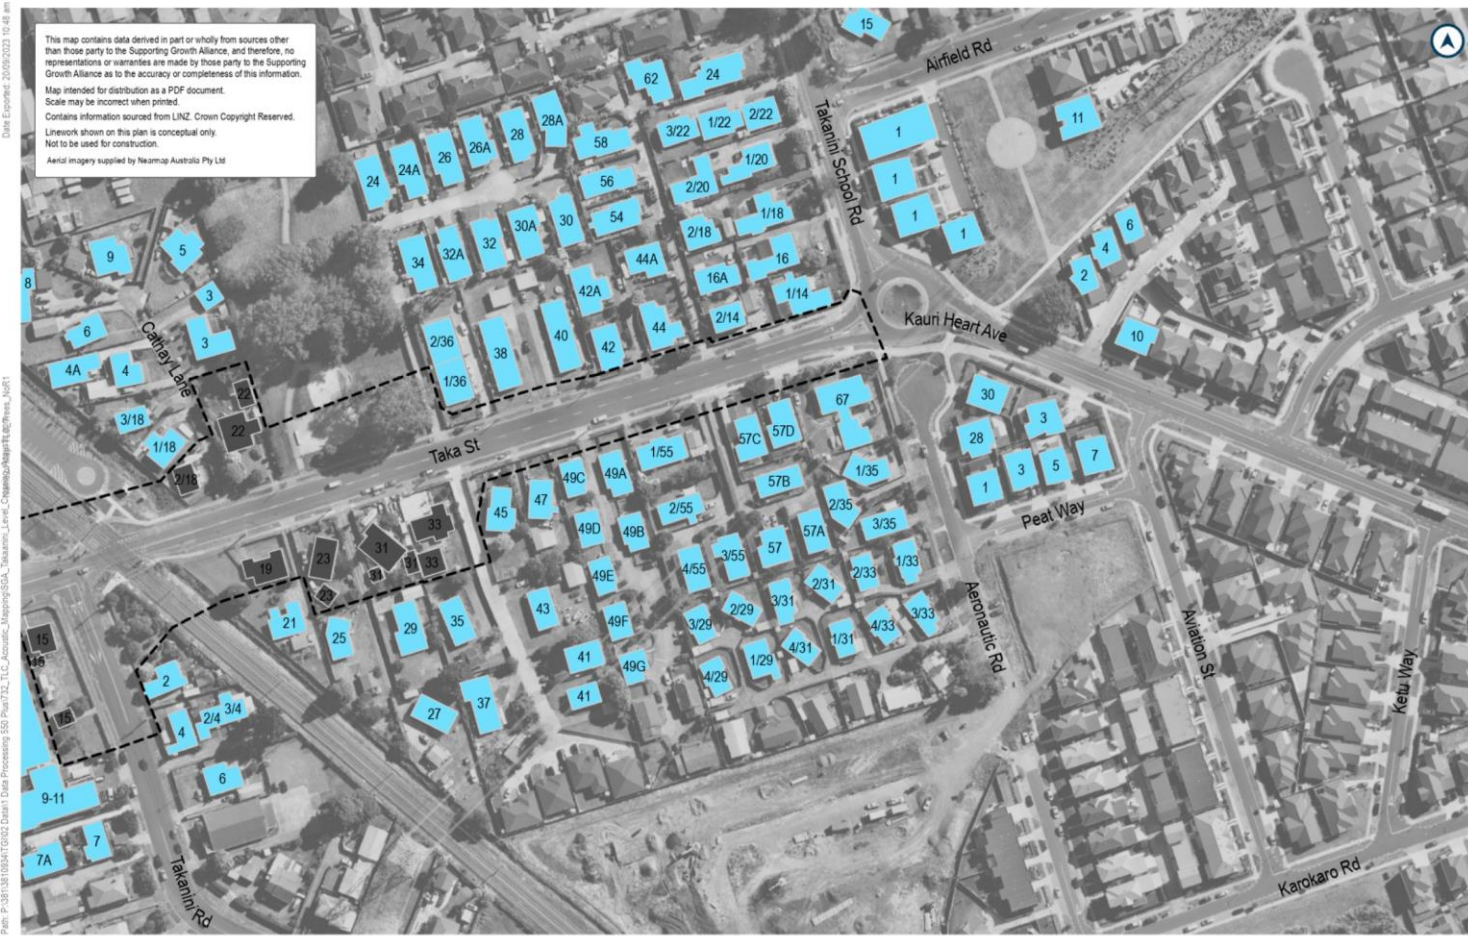 Date Exported: 20/09/2023 10:48 am
This map contains data derived in part or wholly from sources other
than those party to the Supporting Growth Alliance, and therefore, no
representations or warranties are made by those party to the Supporting
Growth Alliance as to the accuracy or completeness of this information.
Map intended for distribution as a PDF document.
Scale may be incorrect when printed.
Contains information sourced from LINZ. Crown Copyright Reserved.
Linework shown on this plan is conceptual only.
Not to be used for construction.
Aerial imagery supplied by Nearmap Australia Pty Ltd
15
Airfield Rd
62
24
Takanini School Rd
11
28A
28
26A
26
24A
24
58
3/22
1/22
2/22
1
56
2/20
1/20
1
54
1/18
1
1
30
30A
32
32A
34
2/18
6
4
2
9
5
8
3
44A
16A
16
1/14
42A
2/14
6
Cathay Lane
3
2/36
38
40
42
44
Kauri Heart Ave
10
4A
4
1/36
22
22
3/18
1/18
2/18
Taka St
67
30
3
28
57C
57D
1/55
49A
49C
47
45
57B
1/35
1
3
5
7
Peat Way
2/55
2/35
3/35
49D
49B
57A
33
31
23
19
31
31
33
23
57
3/55
4/55
49E
2/33
1/33
2/31
3/31
2/29
3/29
3/33
4/33
1/31
4/31
1/29
4/29
Aeronautic Rd
Aviation St
Ketu Way
43
49F
49G
41
41
21
25
29
35
37
27
15
15
15
2
4
2/4
3/4
6
9-11
7
7A
Takanini Rd
Karokaro Rd